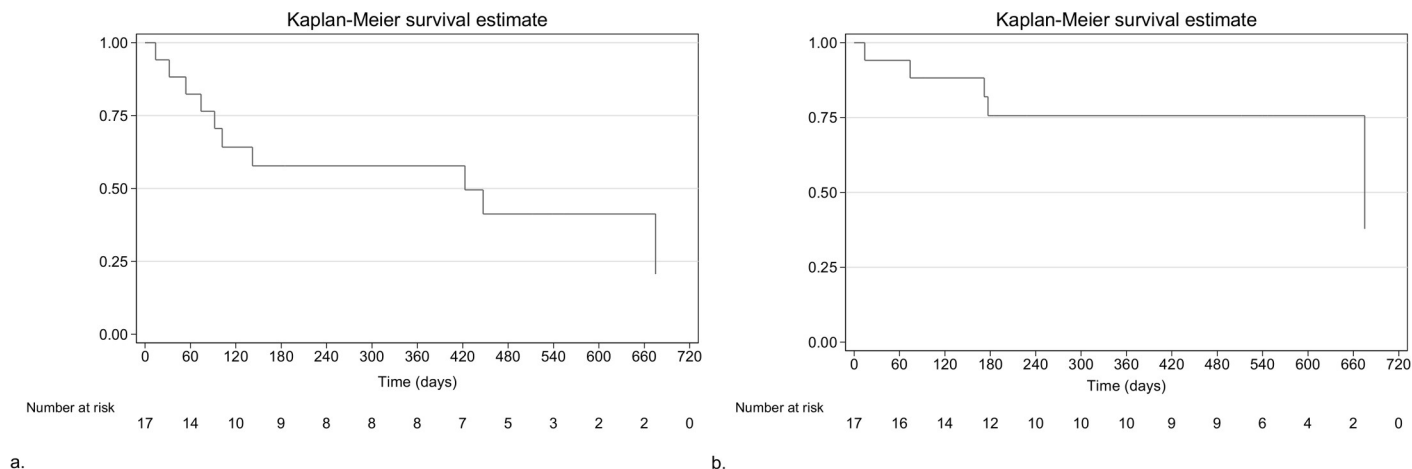 Kaplan-Meier survival estimate
1.00
0.75
0.50
0.25
0.00
0 60 120 180 240 300 360 420 480 540 600 660 720
Time (days)
Number at risk
17 14 10 9 8 8 8 7 5 3 2 2 0
a.
Kaplan-Meier survival estimate
1.00
0.75
0.50
0.25
0.00
0 60 120 180 240 300 360 420 480 540 600 660 720
Time (days)
Number at risk
17 16 14 12 10 10 10 9 9 6 4 2 0
b.